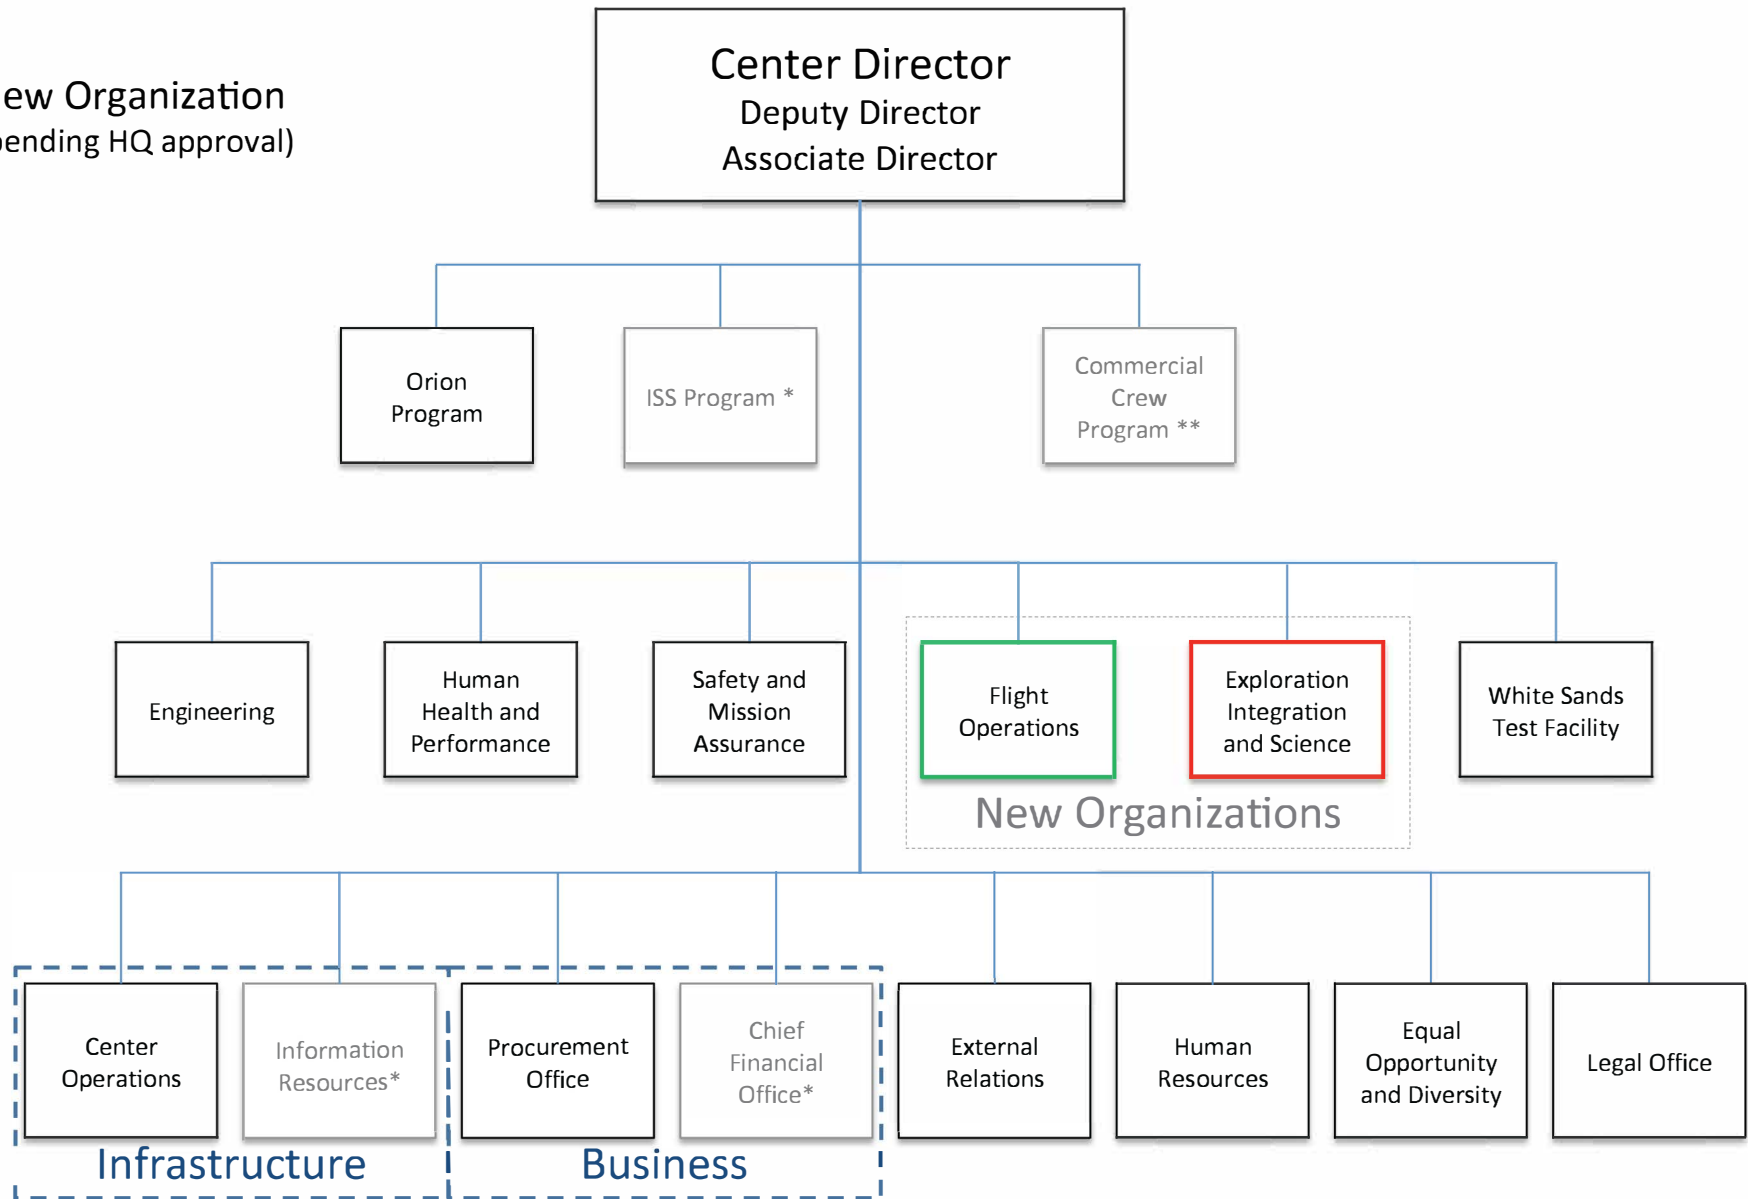 Center Director
Deputy Director
Associate Director
ew Organization
pending HQ approval)
Orion
Program
ISS Program *
Commercial
Crew
Program **
Engineering
Human
Health and
Performance
Safety and
Mission
Assurance
Flight
Operations
Exploration
Integration
and Science
White Sands
Test Facility
New Organizations
Center
Operations
Information
Resources*
Procurement
Office
Chief
Financial
Office*
External
Relations
Human
Resources
Equal
Opportunity
and Diversity
Legal Office
Infrastructure
Business